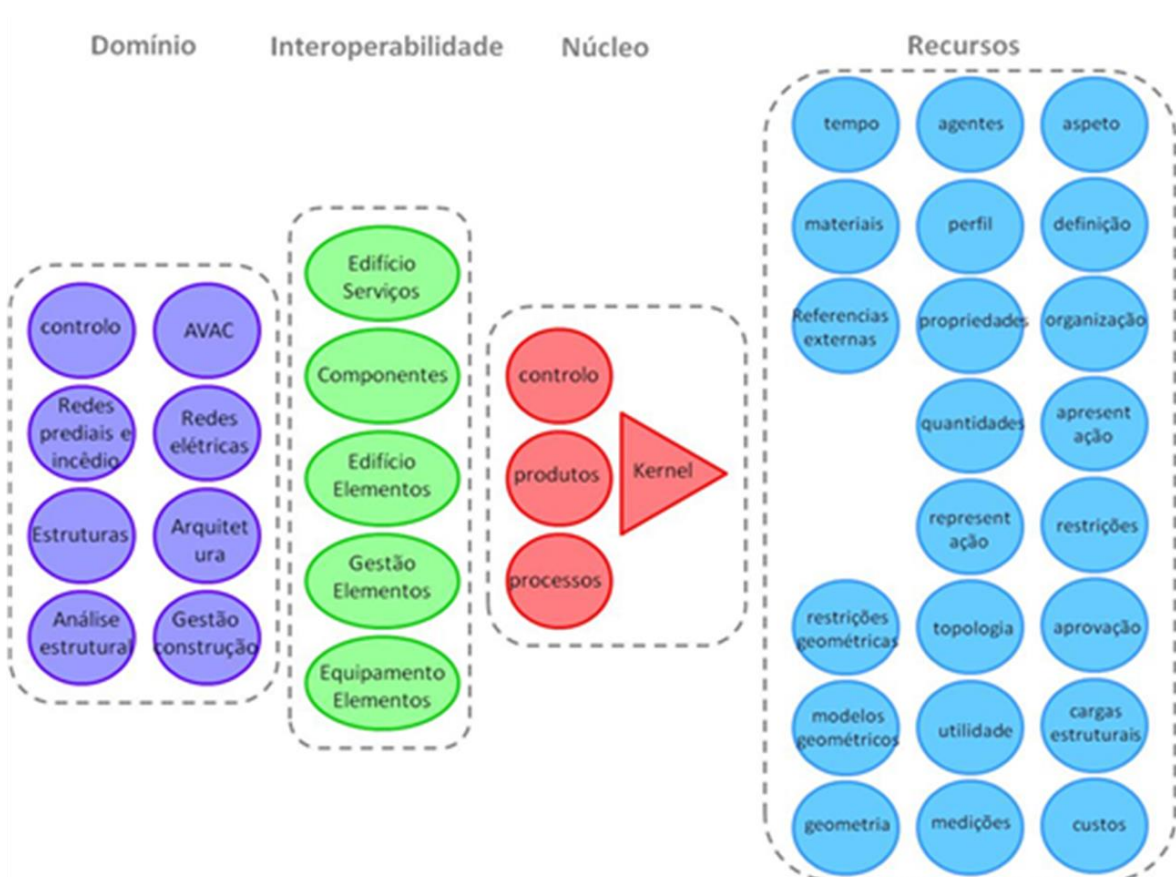 Domínio
Interoperabilidade
Núcleo
Recursos
controlo
AVAC
Redes
prediais e
incêdio
Redes
elétricas
Estruturas
Arquitet
ura
Análise
estrutural
Gestão
construção
Edifício
Serviços
Componentes
Edifício
Elementos
Gestão
Elementos
Equipamento
Elementos
controlo
produtos
processos
Kernel
tempo
agentes
aspeto
materiais
perfil
definição
Referencias
externas
propriedades
organização
quantidades
apresent
ação
represent
ação
restrições
restrições
geométricas
topologia
aprovação
modelos
geométricos
utilidade
cargas
estruturais
geometria
medições
custos